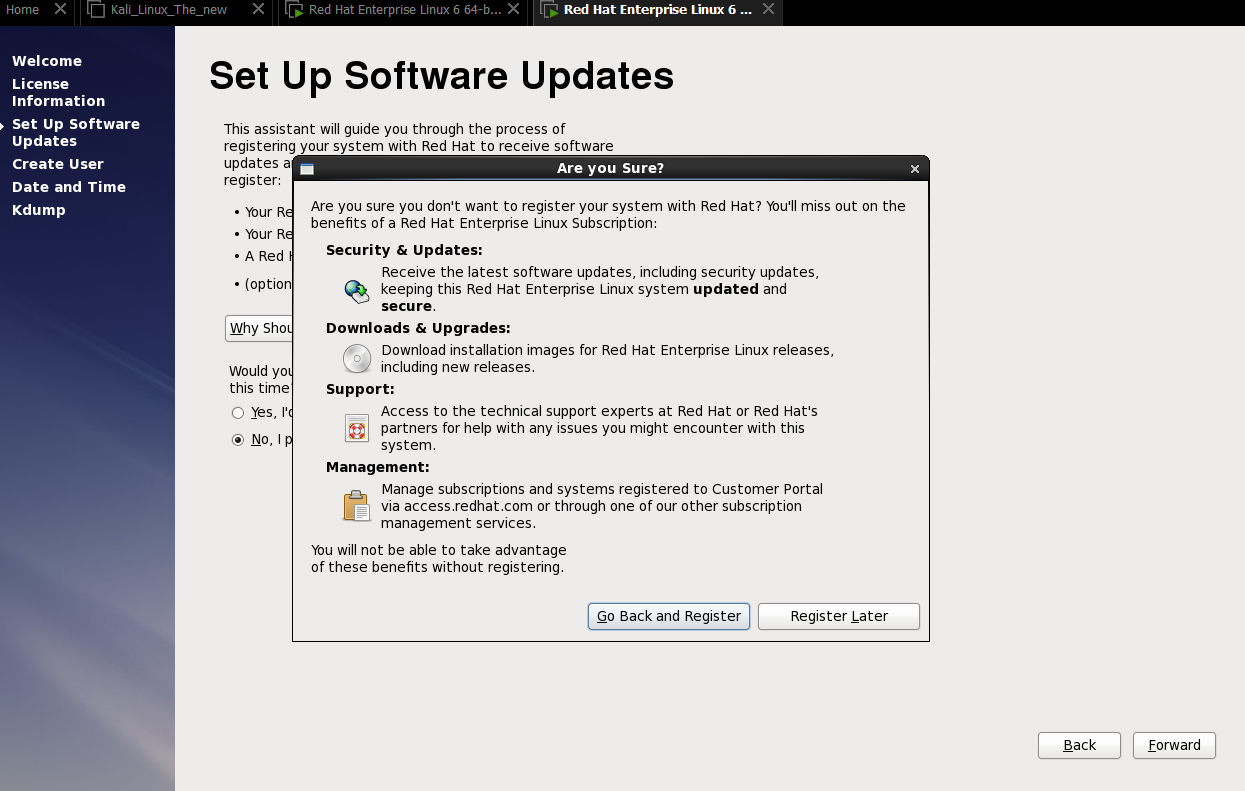 Home
Kali_Linux_The_new
Red Hat Enterprise Linux 6 64-b...
Red Hat Enterprise Linux 6 ...
Welcome
License
Information
Set Up Software
Updates
Create User
Date and Time
Kdump
Set Up Software Updates
This assistant will guide you through the process of
registering your system with Red Hat to receive software
updates a
register:
• Your Re
• Your Re
• A Red H
• (option
Why Shou
Would you
this time
Yes, I'd
No, I p
Are you Sure?
Are you sure you don't want to register your system with Red Hat? You'll miss out on the
benefits of a Red Hat Enterprise Linux Subscription:
Security & Updates:
Receive the latest software updates, including security updates,
keeping this Red Hat Enterprise Linux system updated and
secure.
Downloads & Upgrades:
Download installation images for Red Hat Enterprise Linux releases,
including new releases.
Support:
Access to the technical support experts at Red Hat or Red Hat's
partners for help with any issues you might encounter with this
system.
Management:
Manage subscriptions and systems registered to Customer Portal
via access.redhat.com or through one of our other subscription
management services.
You will not be able to take advantage
of these benefits without registering.
Go Back and Register
Register Later
Back
Forward